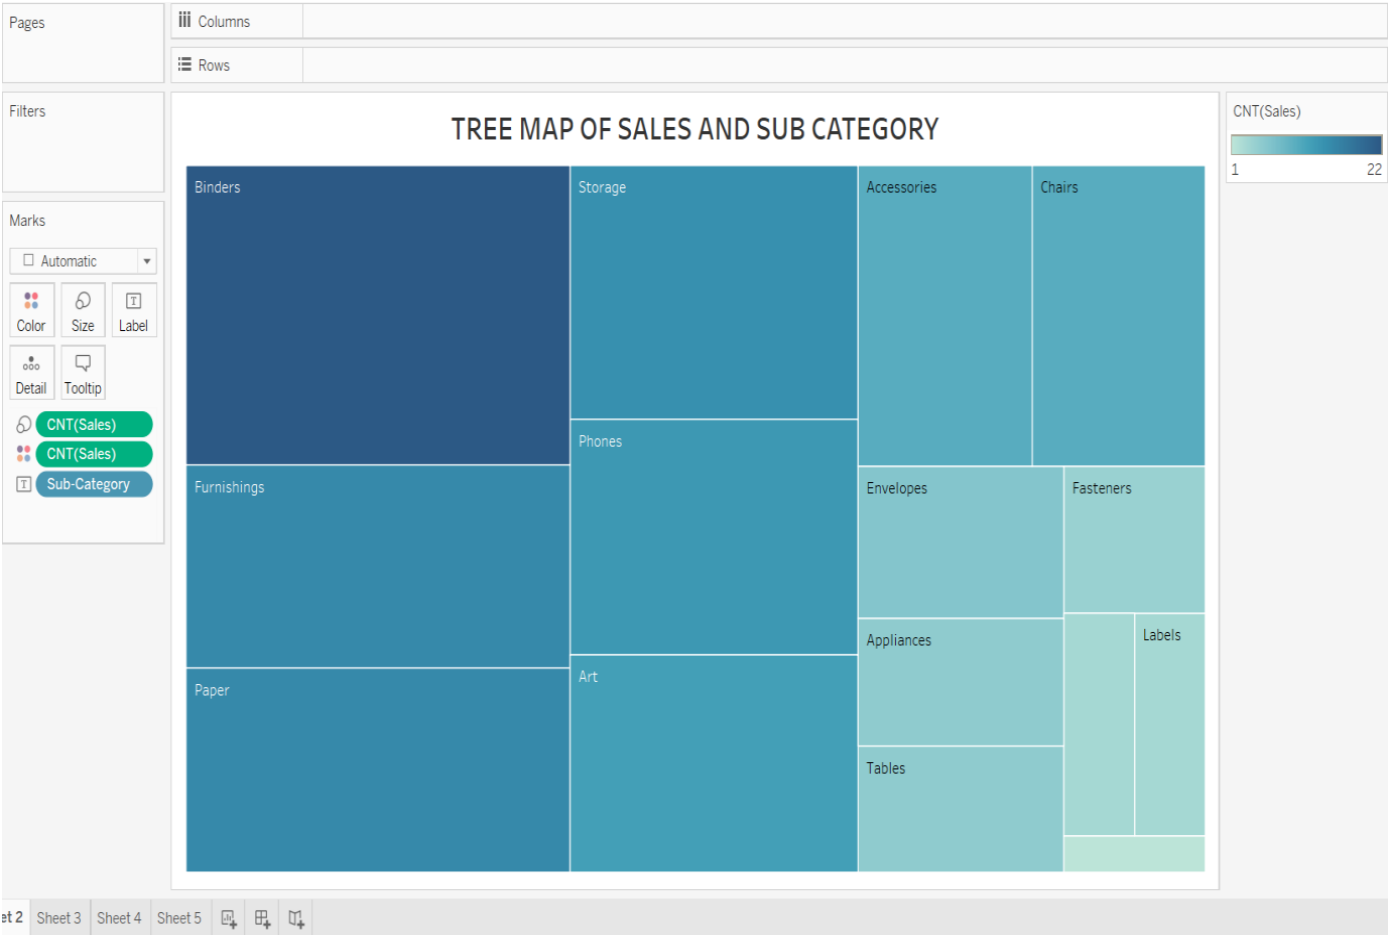 Pages
Columns
Rows
Filters
Marks
Automatic
Color Size Label
Detail Tooltip
CNT(Sales)
CNT(Sales)
Sub-Category
TREE MAP OF SALES AND SUB CATEGORY
Binders
Storage
Accessories
Chairs
Phones
Furnishings
Envelopes
Fasteners
Labels
Appliances
Art
Paper
Tables
CNT(Sales)
1 22
et 2 Sheet 3 Sheet 4 Sheet 5